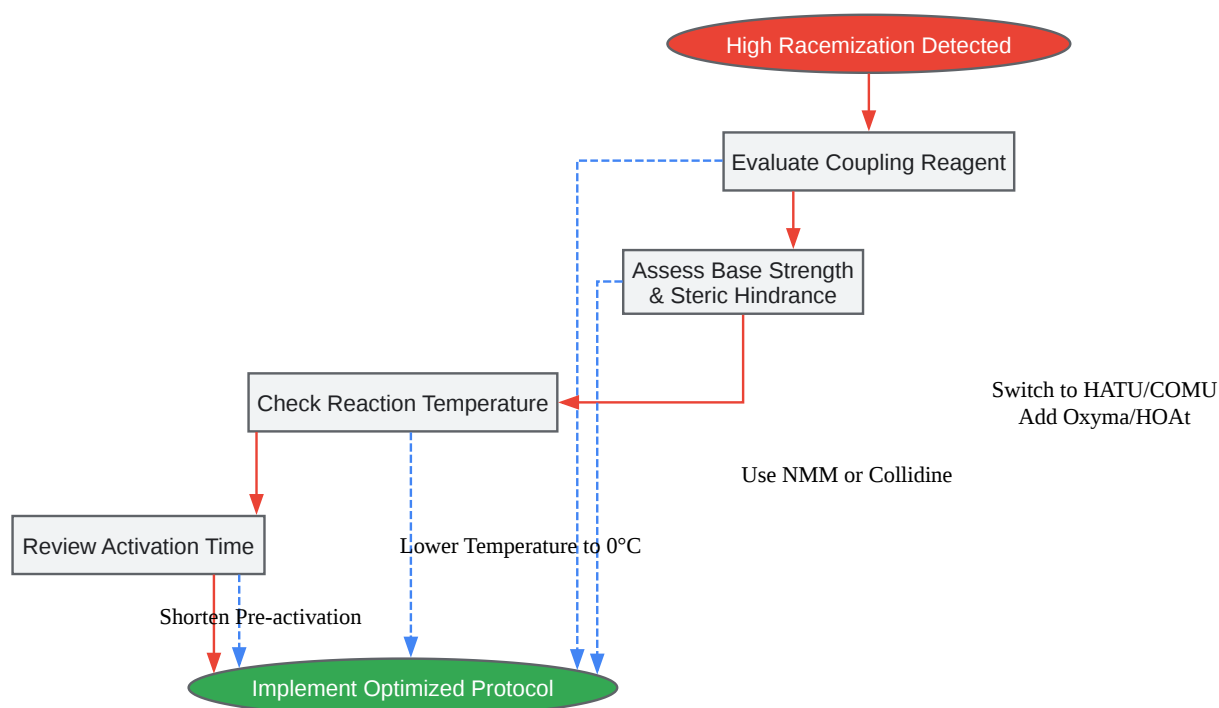 High Racemization Detected
Evaluate Coupling Reagent
Assess Base Strength
& Steric Hindrance
Check Reaction Temperature
Switch to HATU/COMU
Add Oxyma/HOAt
Use NMM or Collidine
Review Activation Time
Lower Temperature to 0°C
Shorten Pre-activation
Implement Optimized Protocol